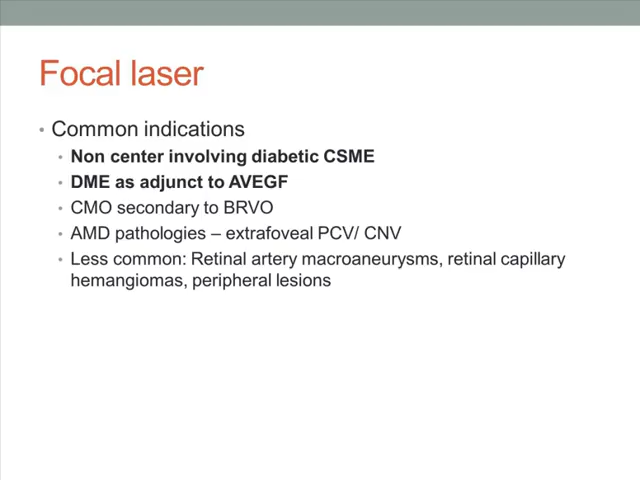 Focal laser
• Common indications
• Non center involving diabetic CSME
• DME as adjunct to AVEGF
• CMO secondary to BRVO
• AMD pathologies – extrafoveal PCV/ CNV
• Less common: Retinal artery macroaneurysms, retinal capillary
hemangiomas, peripheral lesions